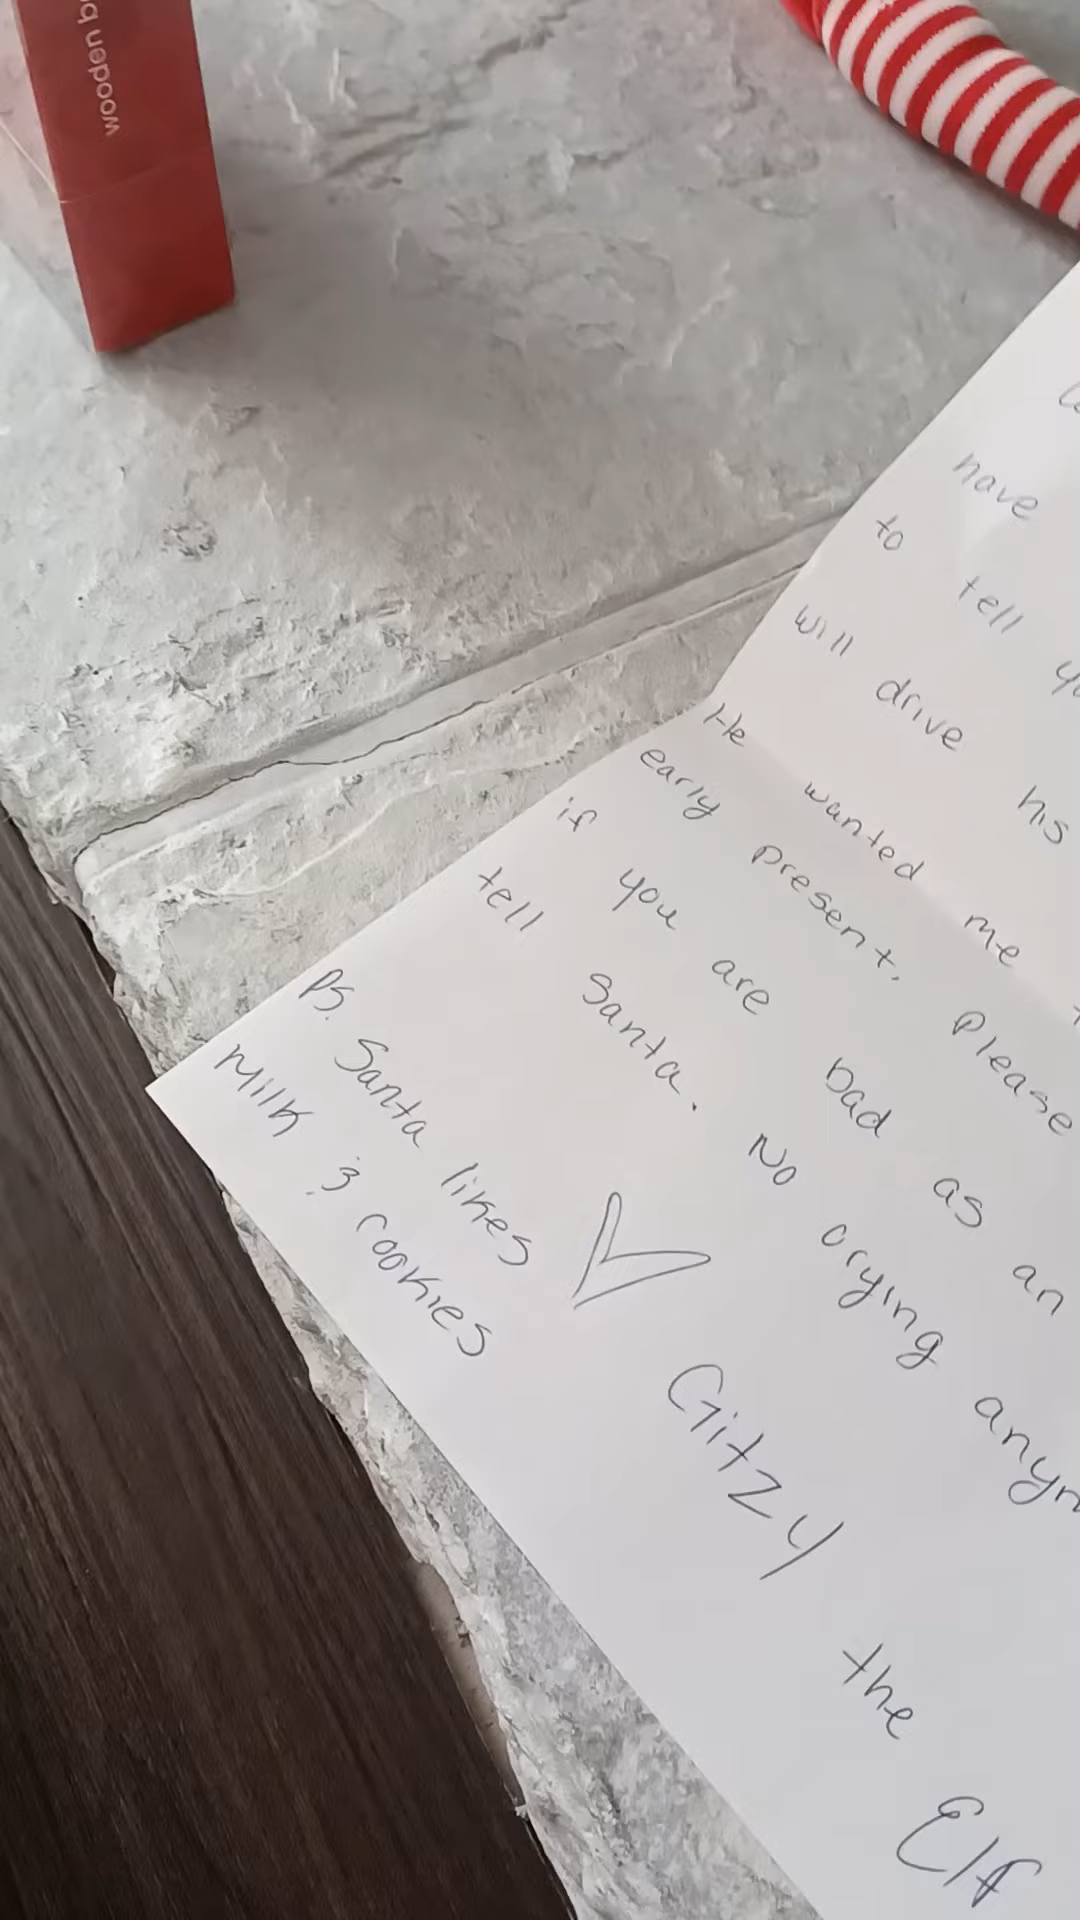 wooden b
have
to tell yo
will drive his
He wanted me t
early present. Please
if you are bad as an
tell Santa. No crying anym
♡ Gitzy the Elf
PS. Santa likes
Milk & cookies